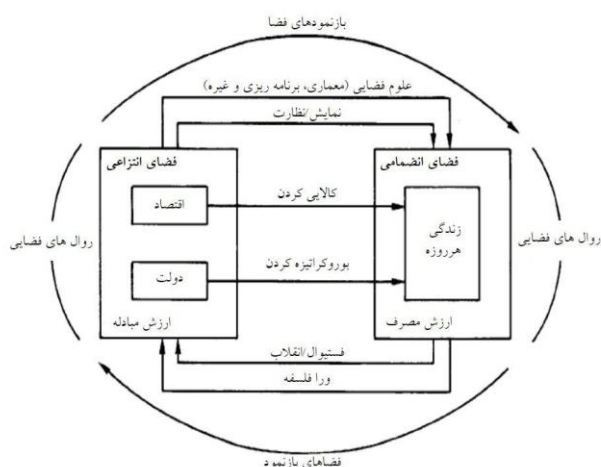 بازنمودهای فضا
علوم فضایی (معماری، برنامه ریزی و غیره)
نمایش/نظارت
فضای انضمامی
فضای انتزاعی
اقتصاد
کالایی کردن
زندگی
هرروزه
روال های فضایی
روال های فضایی
دولت
بوروکراتیزه کردن
ارزش مصرف
ارزش مبادله
فستیوال/انقلاب
ورا فلسفه
فضاهای بازنمود